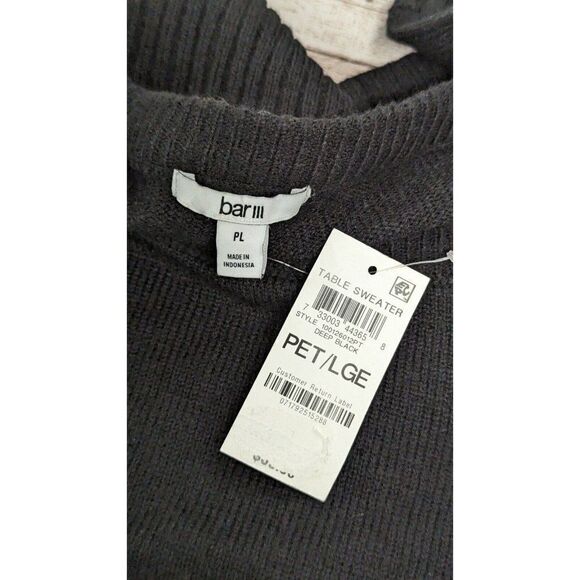 bar III
PL
MADE IN
INDONESIA
TABLE SWEATER
7 33003 44365 8
STYLE 100126012PT
DEEP BLACK
PET/LGE
Customer Return Label
071792515288